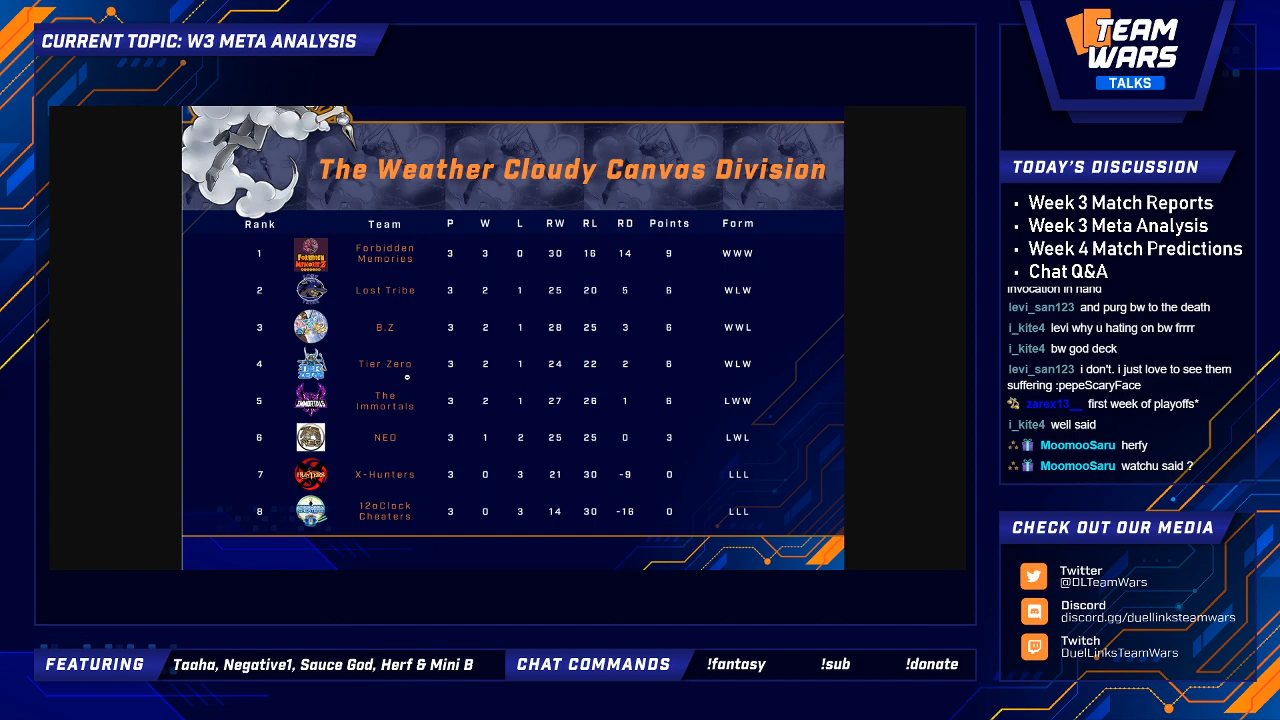 CURRENT TOPIC: W3 META ANALYSIS
TEAM
WARS
TALKS
The Weather Cloudy Canvas Division
Rank Team P W L RW RL RD Points Form
1 Forbidden Memories 3 3 0 30 16 14 9 WWW
2 Lost Tribe 3 2 1 25 20 5 6 WLW
3 B.Z 3 2 1 28 25 3 6 WWL
4 Tier Zero 3 2 1 24 22 2 6 WLW
5 The Immortals 3 2 1 27 26 1 6 LWW
6 NEO 3 1 2 25 25 0 3 LWL
7 X-Hunters 3 0 3 21 30 -9 0 LLL
8 12oClock Cheaters 3 0 3 14 30 -16 0 LLL
TODAY'S DISCUSSION
· Week 3 Match Reports
· Week 3 Meta Analysis
· Week 4 Match Predictions
· Chat Q&A
invocation in hand
levi_san123 and purg bw to the death
i_kite4 levi why u hating on bw frrrr
i_kite4 bw god deck
levi_san123 i don't. i just love to see them
suffering :pepeScaryFace
zarex13__ first week of playoffs*
i_kite4 well said
MoomooSaru herfy
MoomooSaru watchu said ?
CHECK OUT OUR MEDIA
Twitter
@DLTeamWars
Discord
discord.gg/duellinksteamwars
Twitch
DuelLinksTeamWars
FEATURING Taaha, Negative1, Sauce God, Herf & Mini B
CHAT COMMANDS !fantasy !sub !donate